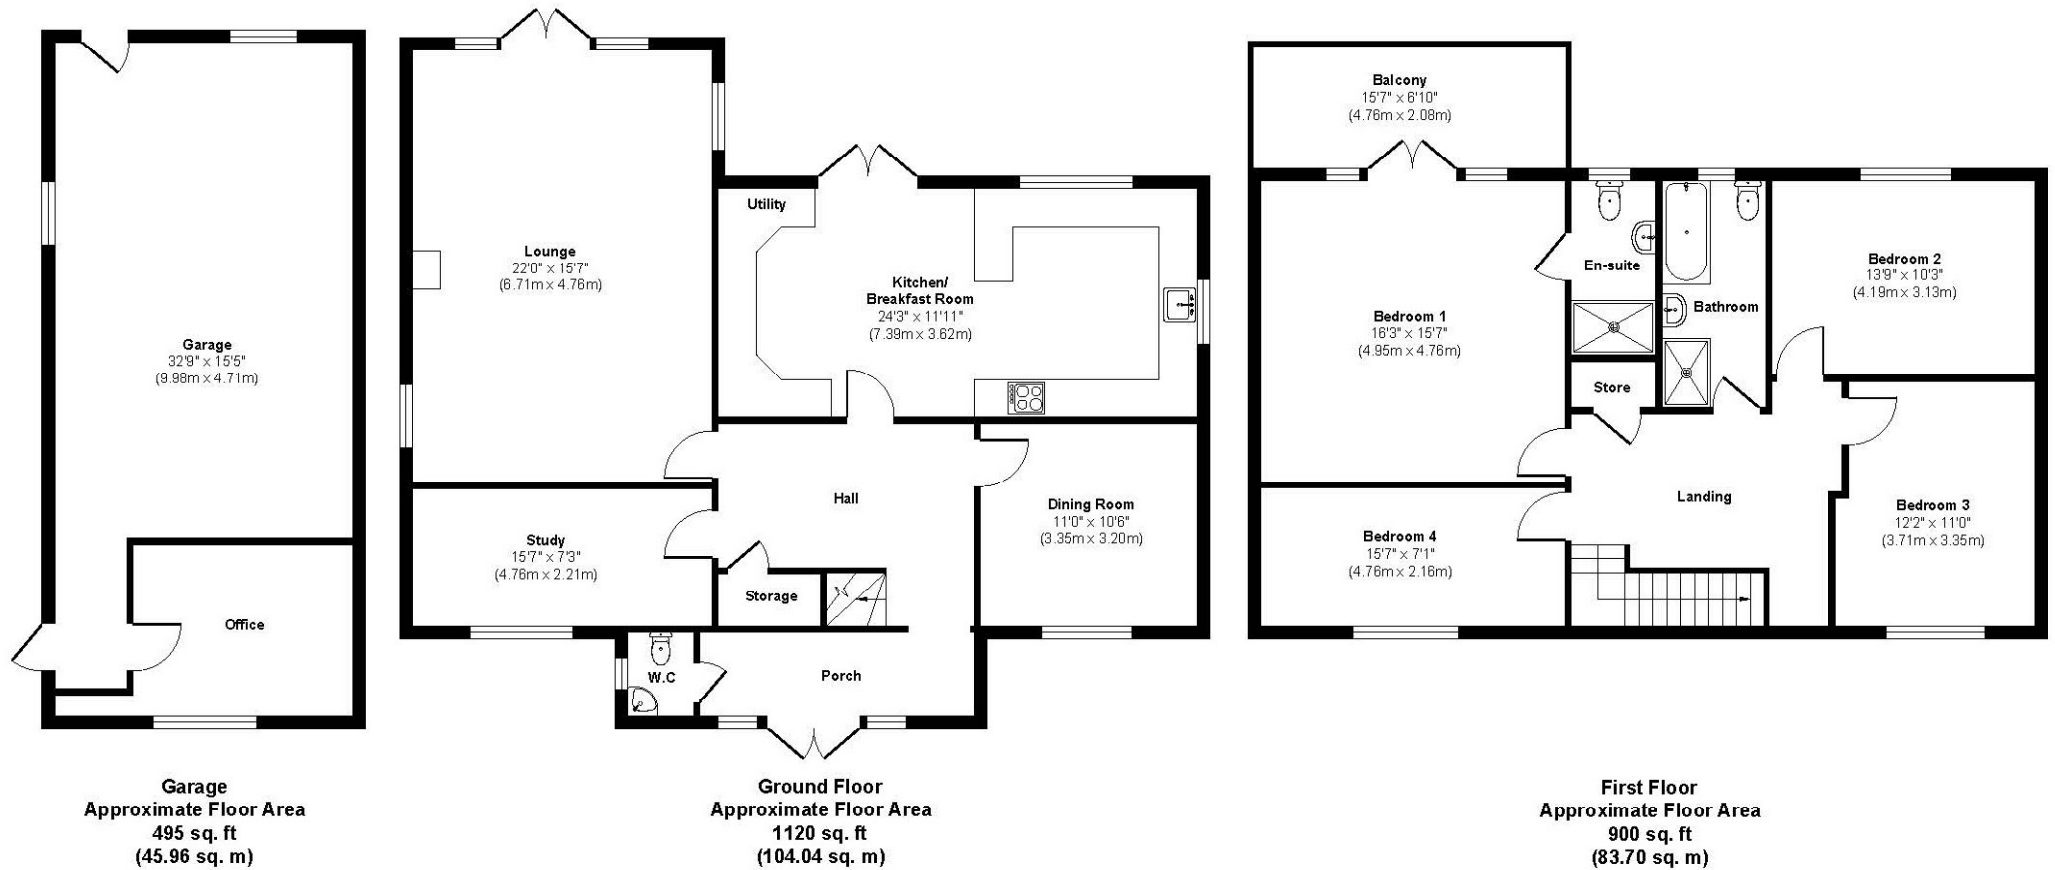 Garage
32'9" x 15'5"
(9.98m x 4.71m)
Office
Garage
Approximate Floor Area
495 sq. ft
(45.96 sq. m)
Lounge
22'0" x 15'7"
(6.71m x 4.76m)
Utility
Kitchen/
Breakfast Room
24'3" x 11'11"
(7.39m x 3.62m)
Hall
Dining Room
11'0" x 10'6"
(3.35m x 3.20m)
Study
15'7" x 7'3"
(4.76m x 2.21m)
Storage
W.C
Porch
Ground Floor
Approximate Floor Area
1120 sq. ft
(104.04 sq. m)
Balcony
15'7" x 6'10"
(4.76m x 2.08m)
Bedroom 1
16'3" x 15'7"
(4.95m x 4.76m)
En-suite
Bathroom
Bedroom 2
13'9" x 10'3"
(4.19m x 3.13m)
Store
Landing
Bedroom 3
12'2" x 11'0"
(3.71m x 3.35m)
Bedroom 4
15'7" x 7'1"
(4.76m x 2.16m)
First Floor
Approximate Floor Area
900 sq. ft
(83.70 sq. m)